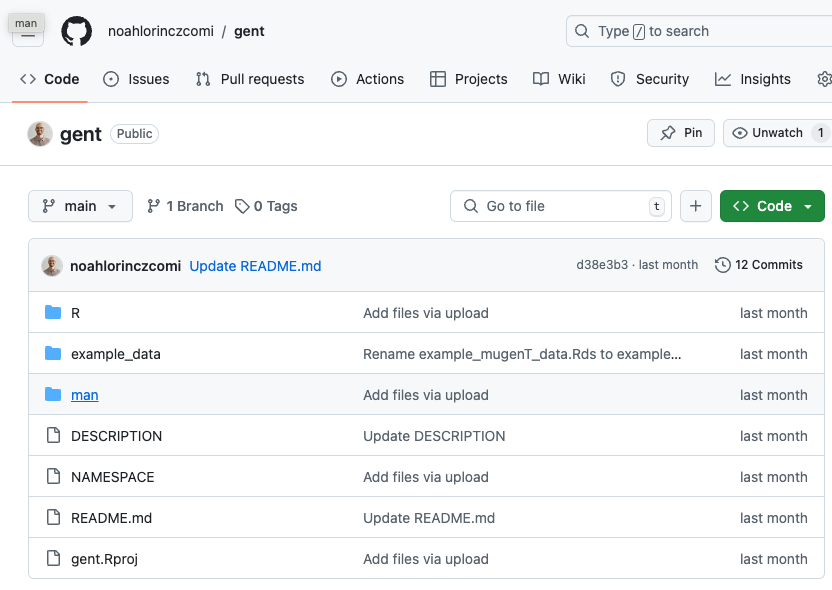 man
noahlorinczcomi / gent
Type / to search
Code Issues Pull requests Actions Projects Wiki Security Insights
gent Public Pin Unwatch 1
main 1 Branch 0 Tags Go to file t + Code
noahlorinczcomi Update README.md d38e3b3 · last month 12 Commits
R Add files via upload last month
example_data Rename example_mugenT_data.Rds to example... last month
man Add files via upload last month
DESCRIPTION Update DESCRIPTION last month
NAMESPACE Add files via upload last month
README.md Update README.md last month
gent.Rproj Add files via upload last month